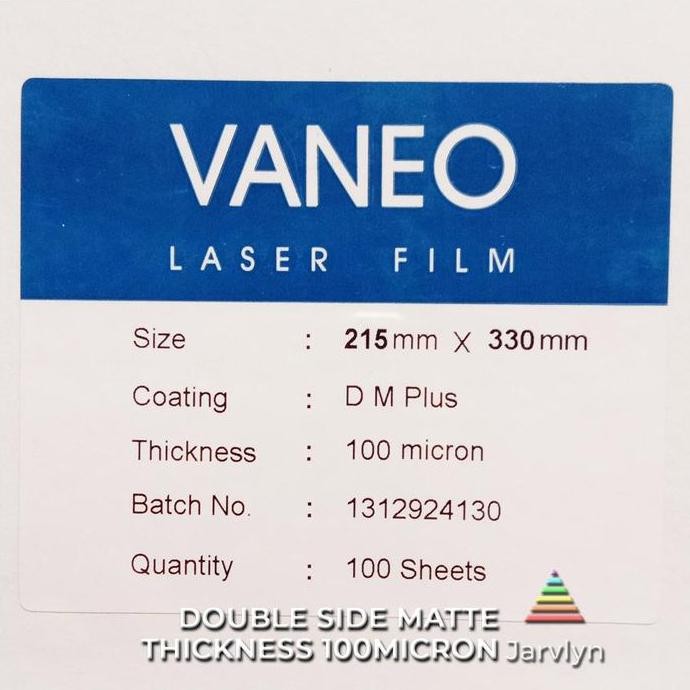 VANEO
LASER FILM
Size : 215mm X 330mm
Coating : D M Plus
Thickness : 100 micron
Batch No. : 1312924130
Quantity : 100 Sheets
DOUBLE SIDE MATTE
THICKNESS 100MICRON Jarvlyn